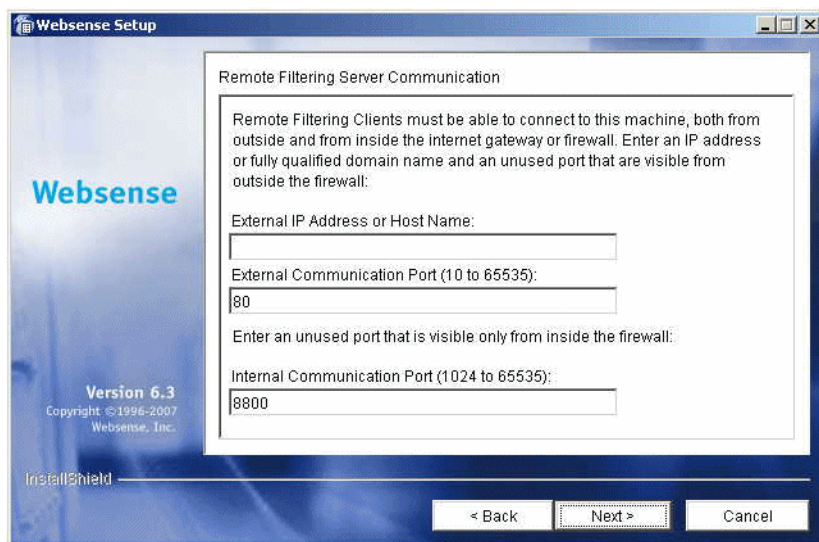 Websense Setup
Remote Filtering Server Communication
Remote Filtering Clients must be able to connect to this machine, both from
outside and from inside the internet gateway or firewall. Enter an IP address
or fully qualified domain name and an unused port that are visible from
outside the firewall:
Websense
External IP Address or Host Name:
External Communication Port (10 to 65535):
80
Enter an unused port that is visible only from inside the firewall:
Internal Communication Port (1024 to 65535):
8800
Version 6.3
Copyright ©1996-2007
Websense, Inc.
InstallShield
< Back
Next >
Cancel